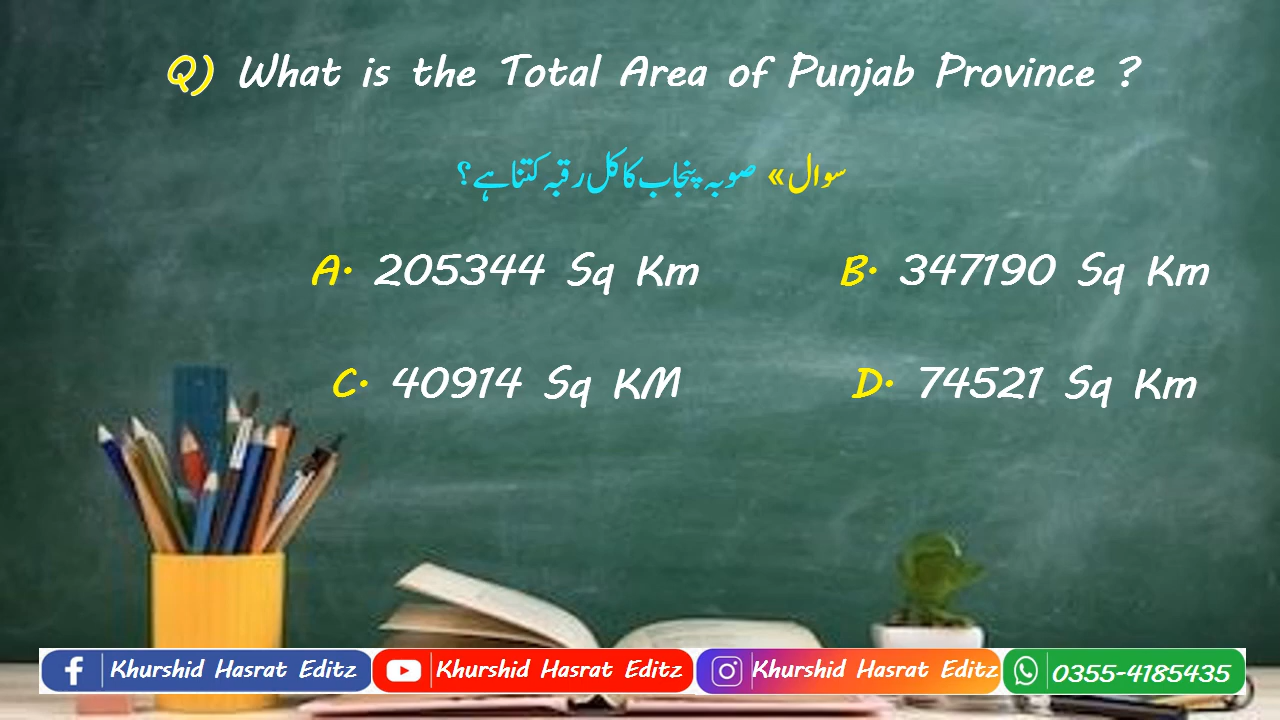 Q) What is the Total Area of Punjab Province ?
سوال» صوبہ پنجاب کا کل رقبہ کتنا ہے؟
A. 205344 Sq Km
B. 347190 Sq Km
C. 40914 Sq KM
D. 74521 Sq Km
Khurshid Hasrat Editz
Khurshid Hasrat Editz
Khurshid Hasrat Editz
0355-4185435